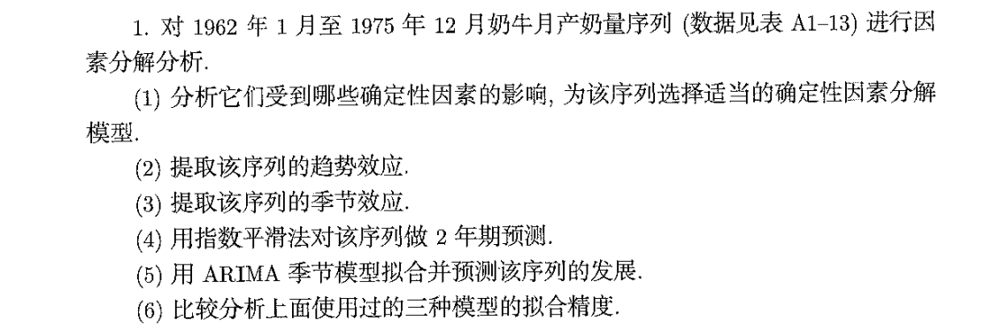 1. 对 1962 年 1 月至 1975 年 12 月奶牛月产奶量序列 (数据见表 A1–13) 进行因
素分解分析.
(1) 分析它们受到哪些确定性因素的影响, 为该序列选择适当的确定性因素分解
模型.
(2) 提取该序列的趋势效应.
(3) 提取该序列的季节效应.
(4) 用指数平滑法对该序列做 2 年期预测.
(5) 用 ARIMA 季节模型拟合并预测该序列的发展.
(6) 比较分析上面使用过的三种模型的拟合精度.